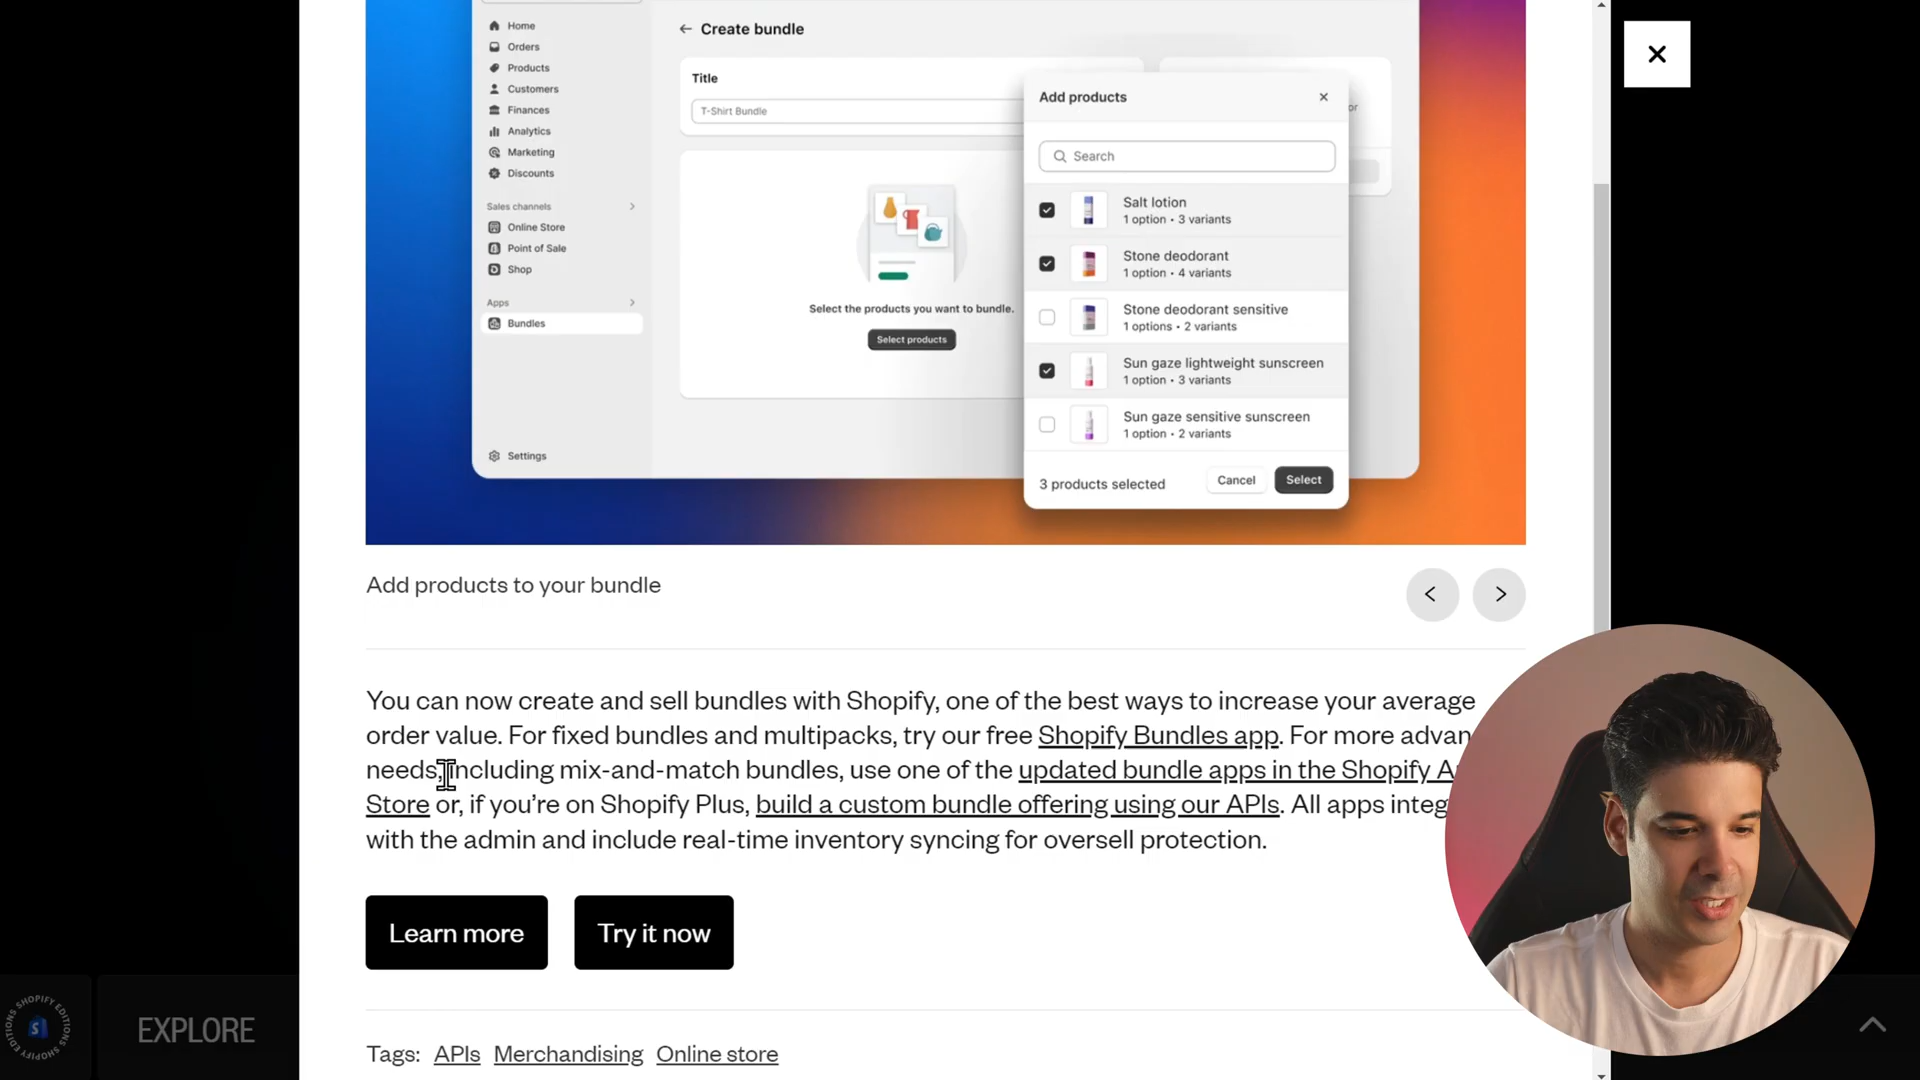 Home
Orders
Products
Customers
Finances
Analytics
Marketing
Discounts
Sales channels
Online Store
Point of Sale
Shop
Apps
Bundles
Settings
Create bundle
Title
T-Shirt Bundle
Select the products you want to bundle.
Select products
or
Add products
Search
Salt lotion
1 option • 3 variants
Stone deodorant
1 option • 4 variants
Stone deodorant sensitive
1 options • 2 variants
Sun gaze lightweight sunscreen
1 option • 3 variants
Sun gaze sensitive sunscreen
1 option • 2 variants
3 products selected
Cancel
Select
Add products to your bundle
You can now create and sell bundles with Shopify, one of the best ways to increase your average
order value. For fixed bundles and multipacks, try our free Shopify Bundles app. For more advan
needs, including mix-and-match bundles, use one of the updated bundle apps in the Shopify A
Store or, if you’re on Shopify Plus, build a custom bundle offering using our APIs. All apps integ
with the admin and include real-time inventory syncing for oversell protection.
Learn more
Try it now
SHOPIFY EDITIONS SHOPIFY EDITIONS
EXPLORE
Tags: APIs Merchandising Online store